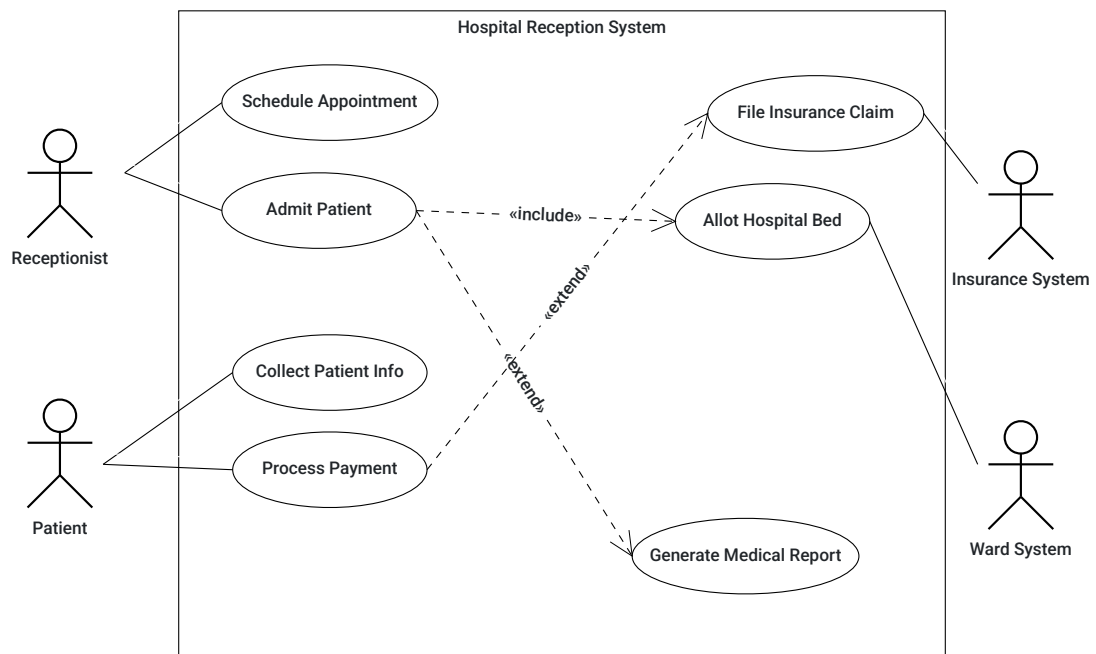 Hospital Reception System
Schedule Appointment
File Insurance Claim
Admit Patient
«include»
Allot Hospital Bed
Receptionist
Insurance System
«extend»
Collect Patient Info
«extend»
Process Payment
Patient
Generate Medical Report
Ward System